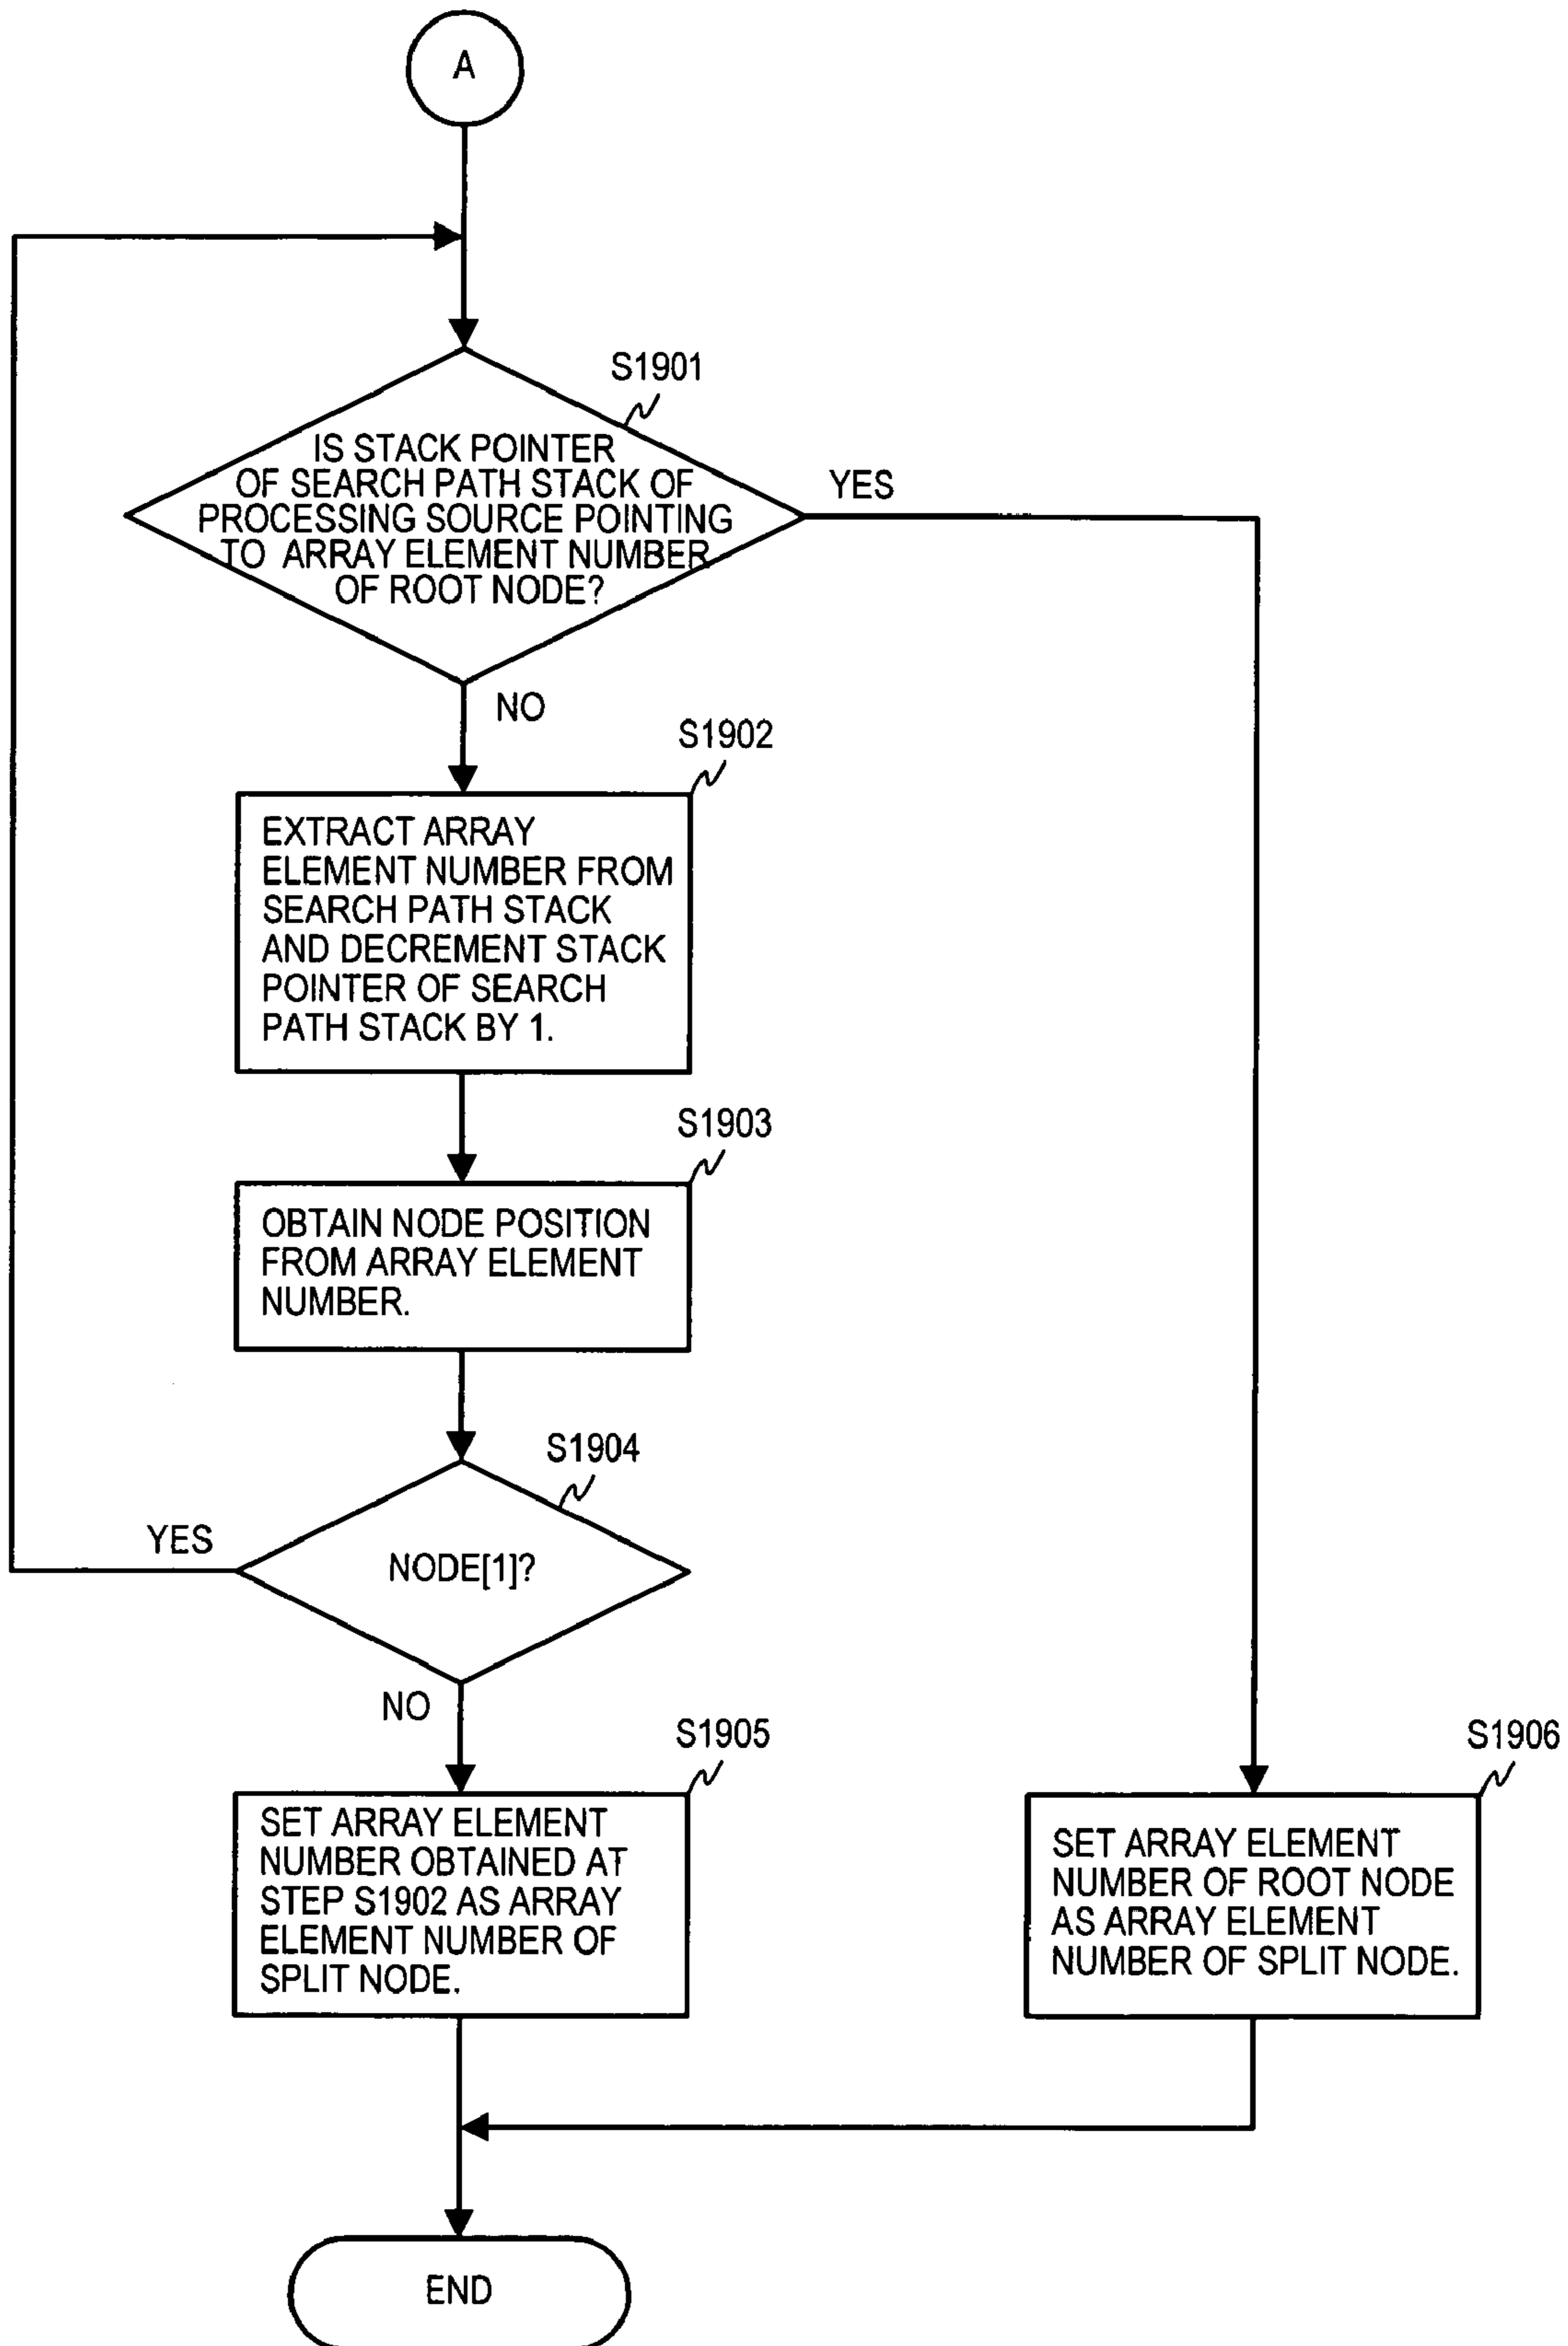 A
S1901
IS STACK POINTER
OF SEARCH PATH STACK OF
PROCESSING SOURCE POINTING
TO ARRAY ELEMENT NUMBER
OF ROOT NODE?
YES
NO
S1902
EXTRACT ARRAY
ELEMENT NUMBER FROM
SEARCH PATH STACK
AND DECREMENT STACK
POINTER OF SEARCH
PATH STACK BY 1.
S1903
OBTAIN NODE POSITION
FROM ARRAY ELEMENT
NUMBER.
S1904
YES
NODE[1]?
NO
S1905
SET ARRAY ELEMENT
NUMBER OBTAINED AT
STEP S1902 AS ARRAY
ELEMENT NUMBER OF
SPLIT NODE.
S1906
SET ARRAY ELEMENT
NUMBER OF ROOT NODE
AS ARRAY ELEMENT
NUMBER OF SPLIT NODE.
END